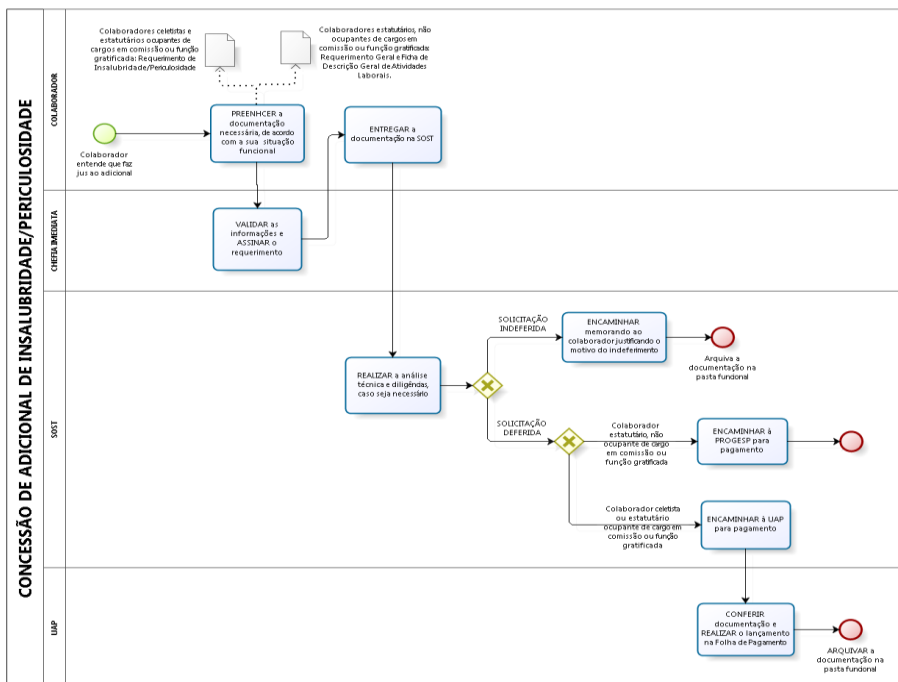 CONCESSÃO DE ADICIONAL DE INSALUBRIDADE/PERICULOSIDADE
COLABORADOR
Colaboradores celetistas e
estatutários ocupantes de
cargos em comissão ou função
gratificada: Requerimento de
Insalubridade/Periculosidade
Colaboradores estatutários, não
ocupantes de cargos em
comissão ou função gratificada:
Requerimento Geral e Ficha de
Descrição Geral de Atividades
Laborais.
Colaborador
entende que faz
jus ao adicional
PREENHCER a
documentação
necessária, de acordo
com a sua situação
funcional
ENTREGAR a
documentação na SOST
CHEFIA IMEDIATA
VALIDAR as
informações e
ASSINAR o
requerimento
SOST
REALIZAR a análise
técnica e diligências,
caso seja necessário
SOLICITAÇÃO
INDEFERIDA
ENCAMINHAR
memorando ao
colaborador justificando o
motivo do indeferimento
Arquiva a
documentação na
pasta funcional
SOLICITAÇÃO
DEFERIDA
Colaborador
estatutário, não
ocupante de cargo
em comissão ou
função gratificada
ENCAMINHAR à
PROGESP para
pagamento
Colaborador celetista
ou estatutário
ocupante de cargo em
comissão ou função
gratificada
ENCAMINHAR à UAP
para pagamento
UAP
CONFERIR
documentação e
REALIZAR o lançamento
na Folha de Pagamento
ARQUIVAR a
documentação na
pasta funcional